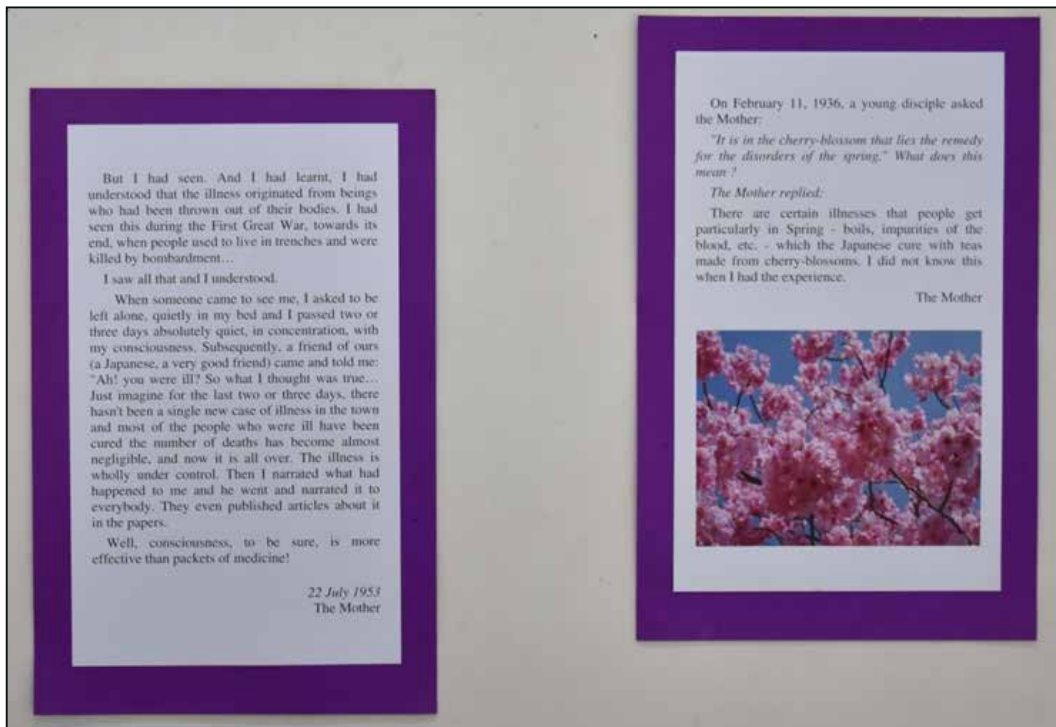 But I had seen. And I had learnt, I had
understood that the illness originated from beings
who had been thrown out of their bodies. I had
seen this during the First Great War, towards its
end, when people used to live in trenches and were
killed by bombardment...
I saw all that and I understood.
When someone came to see me, I asked to be
left alone, quietly in my bed and I passed two or
three days absolutely quiet, in concentration, with
my consciousness. Subsequently, a friend of ours
(a Japanese, a very good friend) came and told me:
"Ah! you were ill? So what I thought was true...
Just imagine for the last two or three days, there
hasn't been a single new case of illness in the town
and most of the people who were ill have been
cured the number of deaths has become almost
negligible, and now it is all over. The illness is
wholly under control. Then I narrated what had
happened to me and he went and narrated it to
everybody. They even published articles about it
in the papers.
Well, consciousness, to be sure, is more
effective than packets of medicine!
22 July 1953
The Mother
On February 11, 1936, a young disciple asked
the Mother:
"It is in the cherry-blossom that lies the remedy
for the disorders of the spring." What does this
mean ?
The Mother replied:
There are certain illnesses that people get
particularly in Spring - boils, impurities of the
blood, etc. - which the Japanese cure with teas
made from cherry-blossoms. I did not know this
when I had the experience.
The Mother